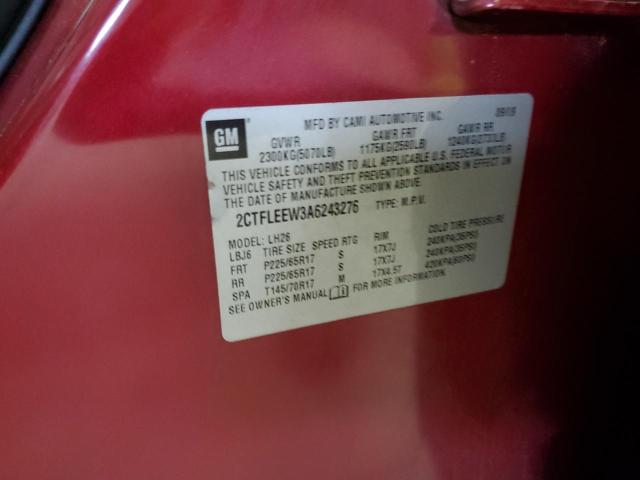 GM
MFD BY CAMI AUTOMOTIVE INC. 09/09
GVWR GAWR FRT GAWR RR
2300KG(5070LB) 1175KG(2590LB) 1240KG(2733LB)
THIS VEHICLE CONFORMS TO ALL APPLICABLE U.S. FEDERAL MOTOR
VEHICLE SAFETY AND THEFT PREVENTION STANDARDS IN EFFECT ON
THE DATE OF MANUFACTURE SHOWN ABOVE.
2CTFLEEW3A6243276 TYPE: M.P.V.
MODEL: LH26
LBJ6 TIRE SIZE SPEED RTG RIM COLD TIRE PRESSURE
FRT P225/65R17 S 17X7J 240KPA(35PSI)
RR P225/65R17 S 17X7J 240KPA(35PSI)
SPA T145/70R17 M 17X4.5T 420KPA(60PSI)
SEE OWNER'S MANUAL